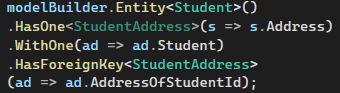 modelBuilder.Entity<Student>()
.HasOne<StudentAddress>(s => s.Address)
.WithOne(ad => ad.Student)
.HasForeignKey<StudentAddress>
(ad => ad.AddressOfStudentId);